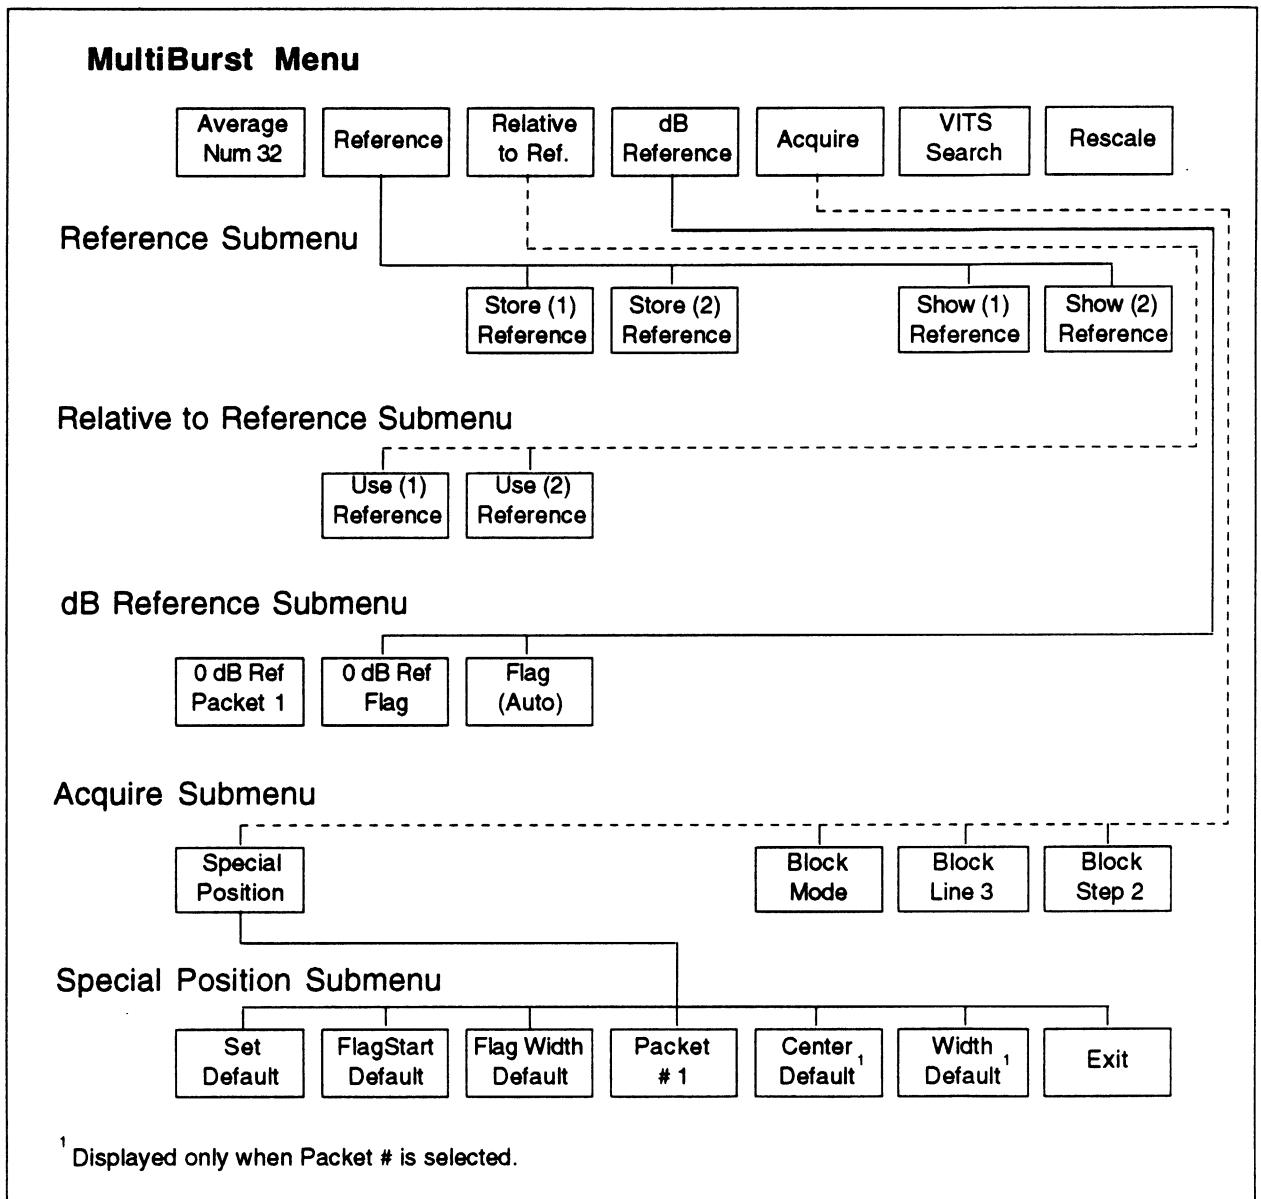 MultiBurst Menu
Average
Num 32
Reference
Relative
to Ref.
dB
Reference
Acquire
VITS
Search
Rescale
Reference Submenu
Store (1)
Reference
Store (2)
Reference
Show (1)
Reference
Show (2)
Reference
Relative to Reference Submenu
Use (1)
Reference
Use (2)
Reference
dB Reference Submenu
0 dB Ref
Packet 1
0 dB Ref
Flag
Flag
(Auto)
Acquire Submenu
Special
Position
Block
Mode
Block
Line 3
Block
Step 2
Special Position Submenu
Set
Default
FlagStart
Default
Flag Width
Default
Packet
# 1
Center
Default 1
Width
Default 1
Exit
1 Displayed only when Packet # is selected.